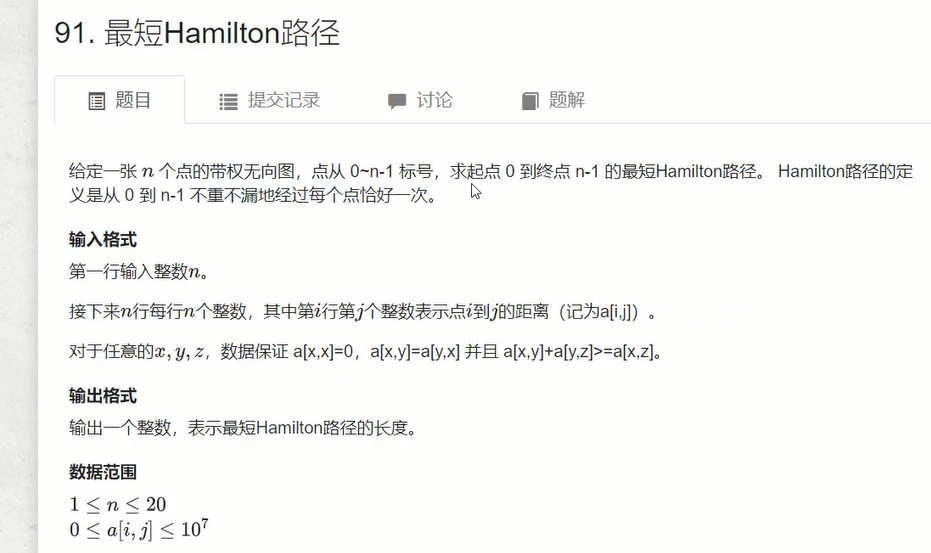 91. 最短Hamilton路径
题目 提交记录 讨论 题解
给定一张 n 个点的带权无向图，点从 0~n-1 标号，求起点 0 到终点 n-1 的最短Hamilton路径。 Hamilton路径的定
义是从 0 到 n-1 不重不漏地经过每个点恰好一次。
输入格式
第一行输入整数n。
接下来n行每行n个整数，其中第i行第j个整数表示点i到j的距离（记为a[i,j]）。
对于任意的x, y, z，数据保证 a[x,x]=0，a[x,y]=a[y,x] 并且 a[x,y]+a[y,z]>=a[x,z]。
输出格式
输出一个整数，表示最短Hamilton路径的长度。
数据范围
1 ≤ n ≤ 20
0 ≤ a[i, j] ≤ 10⁷